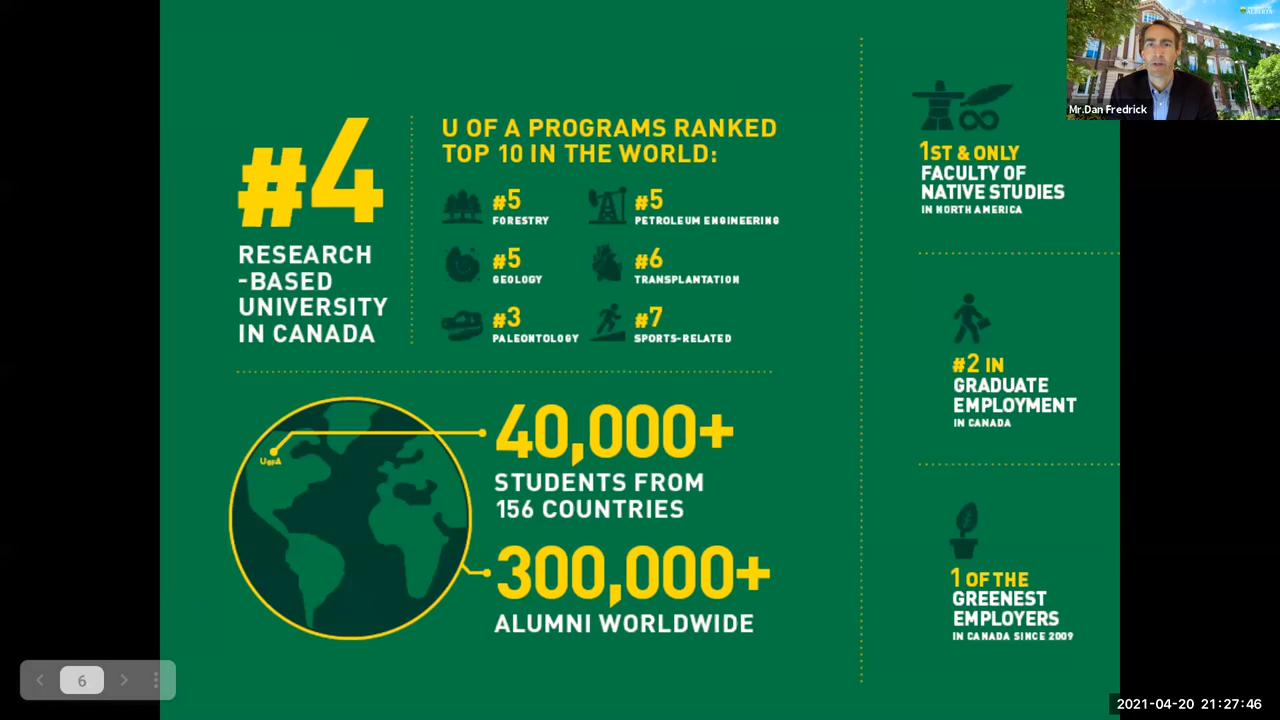 #4
RESEARCH
-BASED
UNIVERSITY
IN CANADA
U OF A PROGRAMS RANKED
TOP 10 IN THE WORLD:
#5
FORESTRY
#5
PETROLEUM ENGINEERING
#5
GEOLOGY
#6
TRANSPLANTATION
#3
PALEONTOLOGY
#7
SPORTS-RELATED
UofA
40,000+
STUDENTS FROM
156 COUNTRIES
300,000+
ALUMNI WORLDWIDE
1ST & ONLY
FACULTY OF
NATIVE STUDIES
IN NORTH AMERICA
#2 IN
GRADUATE
EMPLOYMENT
IN CANADA
1 OF THE
GREENEST
EMPLOYERS
IN CANADA SINCE 2009
ALBERTA
Mr.Dan Fredrick
6
2021-04-20 21:27:46